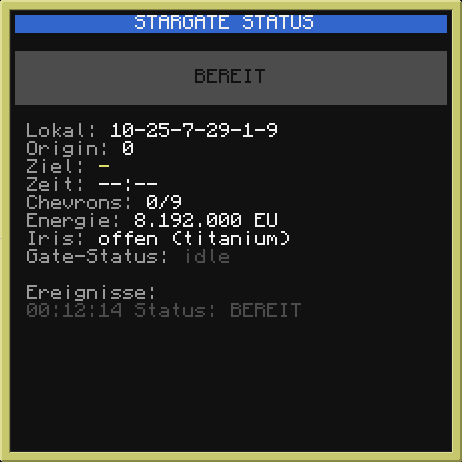 STARGATE STATUS
BEREIT
Lokal: 10-25-7-29-1-9
Origin: 0
Ziel: -
Zeit: --:--
Chevrons: 0/9
Energie: 8.192.000 EU
Iris: offen (titanium)
Gate-Status: idle
Ereignisse:
00:12:14 Status: BEREIT